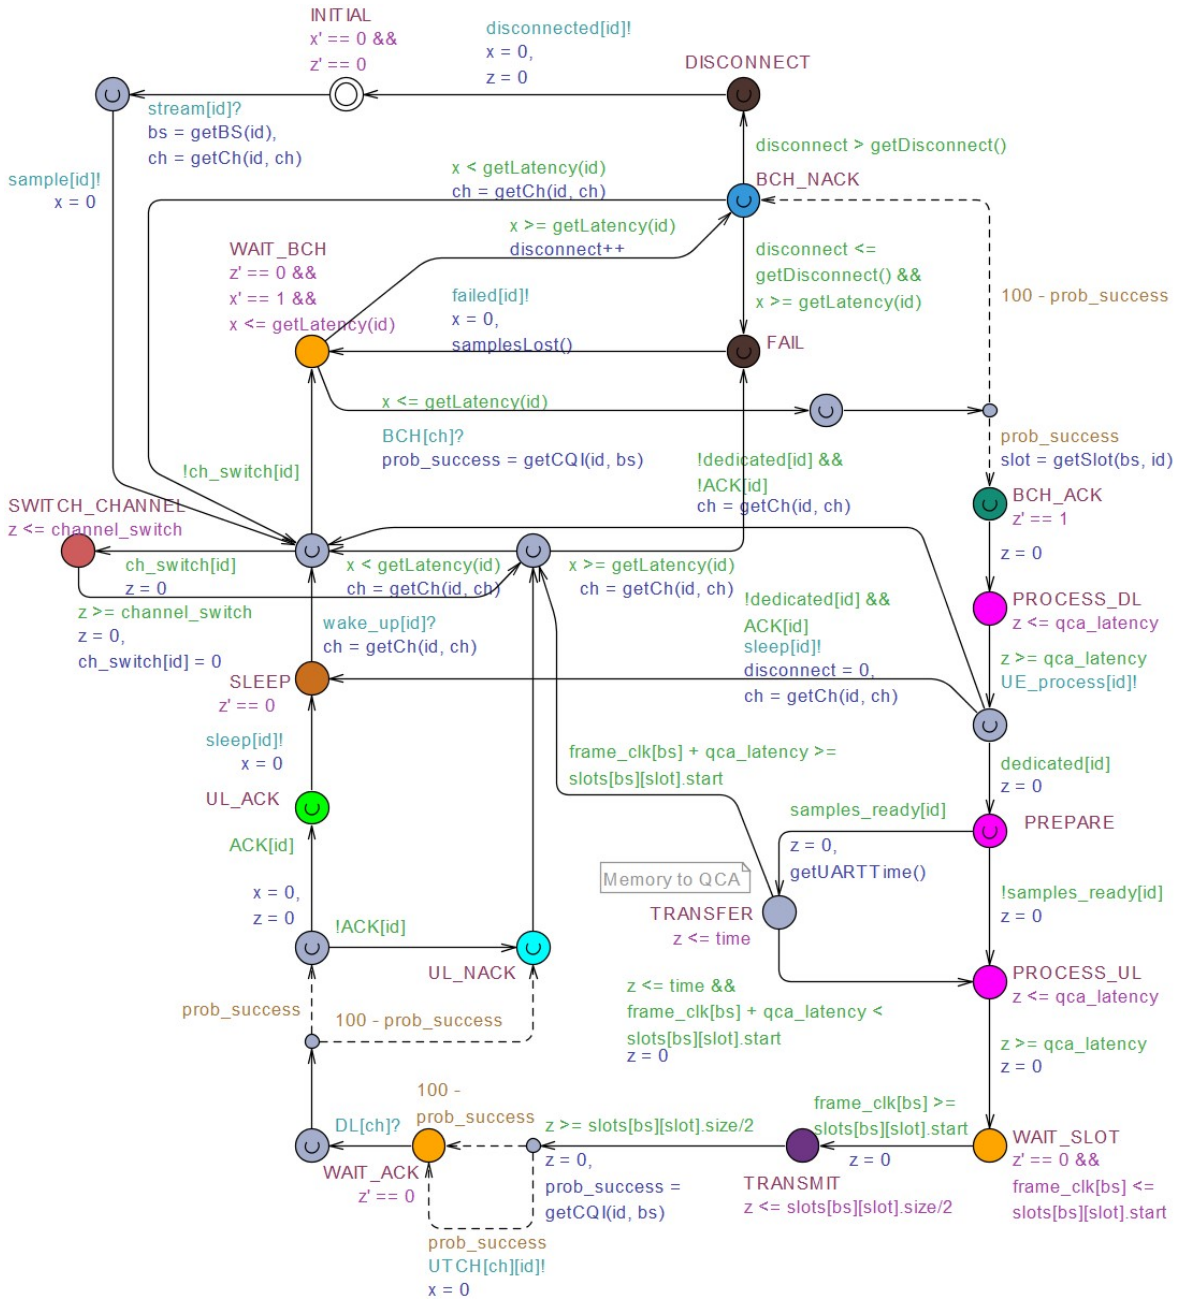 INITIAL
x' == 0 &&
z' == 0
disconnected[id]!
x = 0,
z = 0
DISCONNECT
stream[id]?
bs = getBS(id),
ch = getCh(id, ch)
disconnect > getDisconnect()
sample[id]!
x = 0
x < getLatency(id)
ch = getCh(id, ch)
BCH_NACK
x >= getLatency(id)
disconnect++
WAIT_BCH
z' == 0 &&
x' == 1 &&
x <= getLatency(id)
disconnect <=
getDisconnect() &&
x >= getLatency(id)
failed[id]!
x = 0,
samplesLost()
100 - prob_success
FAIL
x <= getLatency(id)
BCH[ch]?
prob_success = getCQI(id, bs)
prob_success
slot = getSlot(bs, id)
!ch_switch[id]
!dedicated[id] &&
!ACK[id]
ch = getCh(id, ch)
BCH_ACK
z' == 1
SWITCH_CHANNEL
z <= channel_switch
z = 0
ch_switch[id]
z = 0
x < getLatency(id)
ch = getCh(id, ch)
x >= getLatency(id)
ch = getCh(id, ch)
z >= channel_switch
z = 0,
ch_switch[id] = 0
wake_up[id]?
ch = getCh(id, ch)
!dedicated[id] &&
ACK[id]
sleep[id]!
disconnect = 0,
ch = getCh(id, ch)
PROCESS_DL
z <= qca_latency
z >= qca_latency
UE_process[id]!
SLEEP
z' == 0
sleep[id]!
x = 0
frame_clk[bs] + qca_latency >=
slots[bs][slot].start
dedicated[id]
z = 0
UL_ACK
samples_ready[id]
z = 0,
getUARTTime()
PREPARE
ACK[id]
x = 0,
z = 0
Memory to QCA
!samples_ready[id]
z = 0
!ACK[id]
TRANSFER
z <= time
UL_NACK
PROCESS_UL
z <= qca_latency
prob_success
100 - prob_success
z <= time &&
frame_clk[bs] + qca_latency <
slots[bs][slot].start
z = 0
z >= qca_latency
z = 0
100 -
prob_success
DL[ch]?
z >= slots[bs][slot].size/2
z = 0,
prob_success =
getCQI(id, bs)
frame_clk[bs] >=
slots[bs][slot].start
z = 0
WAIT_SLOT
z' == 0 &&
frame_clk[bs] <=
slots[bs][slot].start
WAIT_ACK
z' == 0
TRANSMIT
z <= slots[bs][slot].size/2
prob_success
UTCH[ch][id]!
x = 0